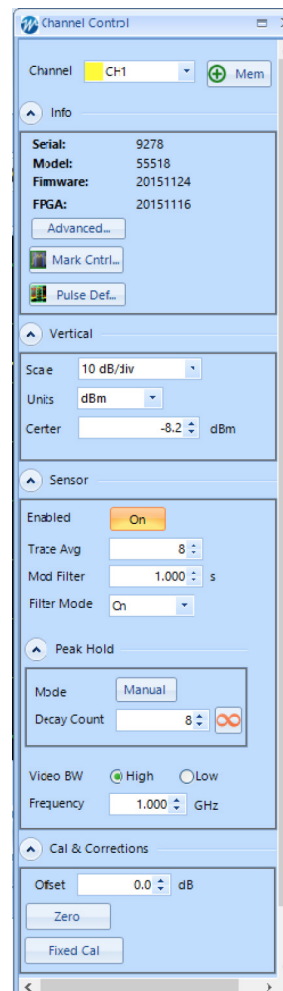 Channel Control
Channel CH1 Mem
Info
Serial: 9278
Model: 55518
Firmware: 20151124
FPGA: 20151116
Advanced...
Mark Cntrl...
Pulse Def...
Vertical
Scale 10 dB/div
Units dBm
Center -8.2 dBm
Sensor
Enabled On
Trace Avg 8
Mod Filter 1.000 s
Filter Mode On
Peak Hold
Mode Manual
Decay Count 8 ∞
Video BW High Low
Frequency 1.000 GHz
Cal & Corrections
Offset 0.0 dB
Zero
Fixed Cal